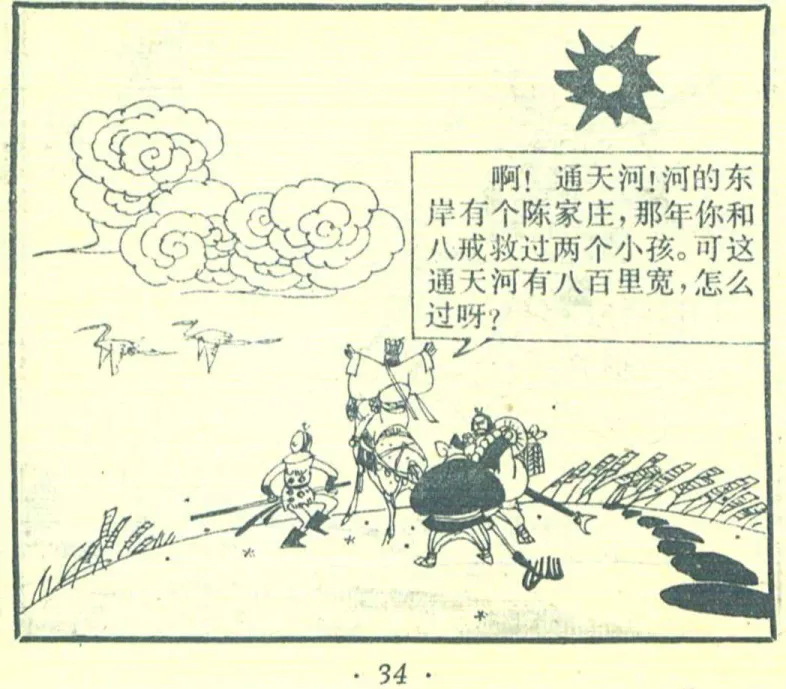 啊!通天河!河的东
岸有个陈家庄,那年你和
八戒救过两个小孩。可这
通天河有八百里宽,怎么
过呀?
·34·